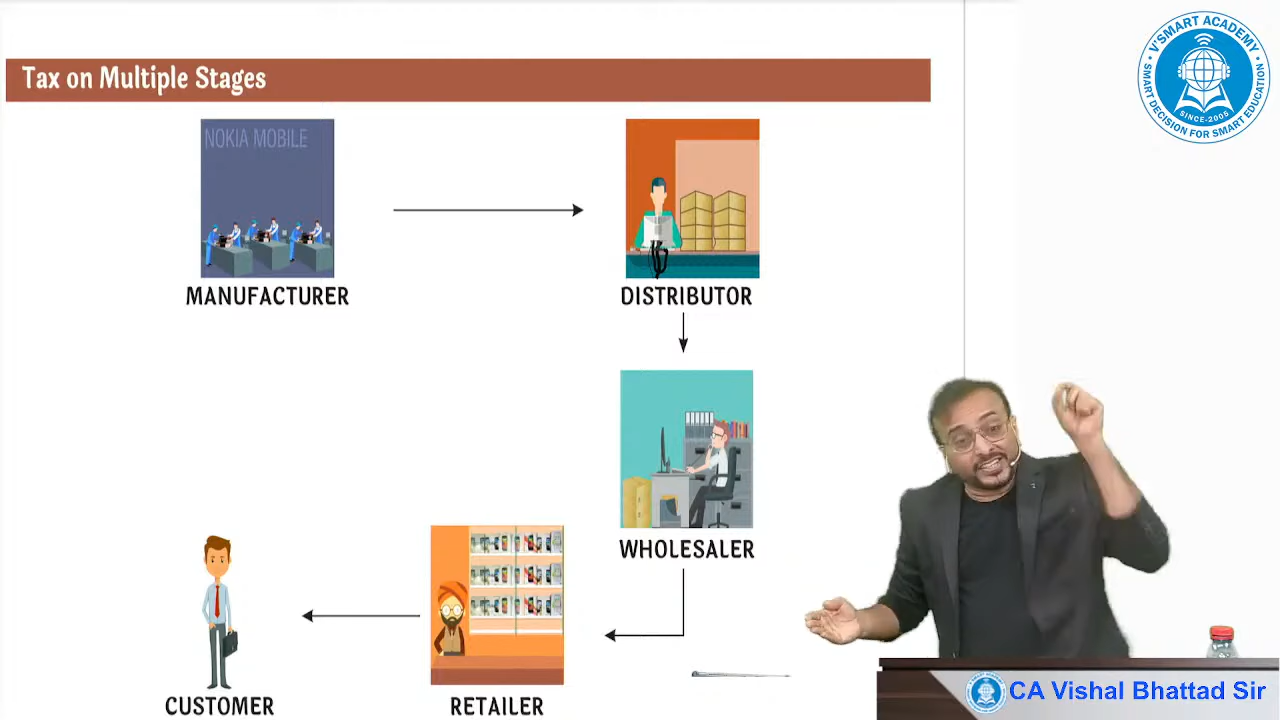 Tax on Multiple Stages
V'SMART ACADEMY
SMART DECISION FOR SMART EDUCATION
SINCE-2005
NOKIA MOBILE
MANUFACTURER
DISTRIBUTOR
WHOLESALER
CUSTOMER
RETAILER
CA Vishal Bhattad Sir